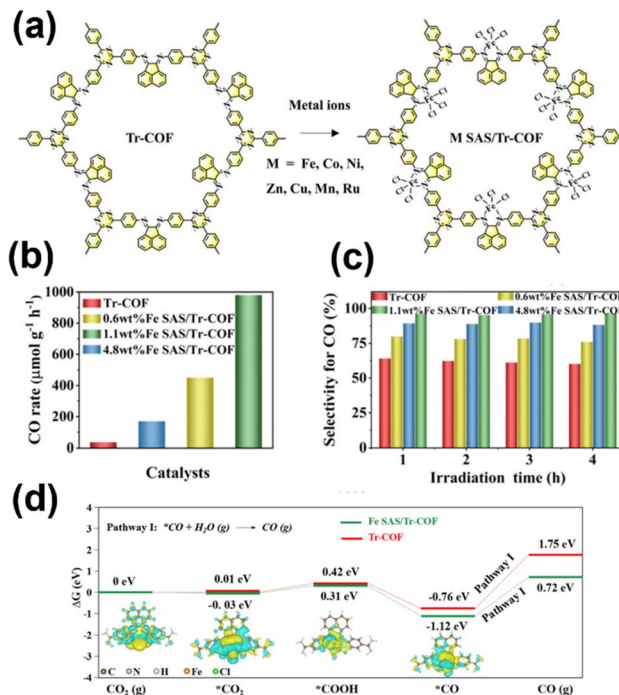 (a)
Tr-COF
Metal ions
M = Fe, Co, Ni,
Zn, Cu, Mn, Ru
M SAS/Tr-COF
(b)
CO rate (μmol g⁻¹ h⁻¹)
1000
800
600
400
200
0
Tr-COF
0.6wt%Fe SAS/Tr-COF
1.1wt%Fe SAS/Tr-COF
4.8wt%Fe SAS/Tr-COF
Catalysts
(c)
Selectivity for CO (%)
100
75
50
25
0
Tr-COF
0.6wt%Fe SAS/Tr-COF
1.1wt%Fe SAS/Tr-COF
4.8wt%Fe SAS/Tr-COF
1 2 3 4
Irradiation time (h)
(d)
ΔG (eV)
4
3
2
1
0
-1
-2
-3
-4
Pathway I: *CO + H₂O (g) → CO (g)
Fe SAS/Tr-COF
Tr-COF
0 eV
0.01 eV
-0. 03 eV
0.42 eV
0.31 eV
-0.76 eV
-1.12 eV
Pathway I
Pathway I
1.75 eV
0.72 eV
C N H Fe Cl
CO₂ (g) *CO₂ *COOH *CO CO (g)